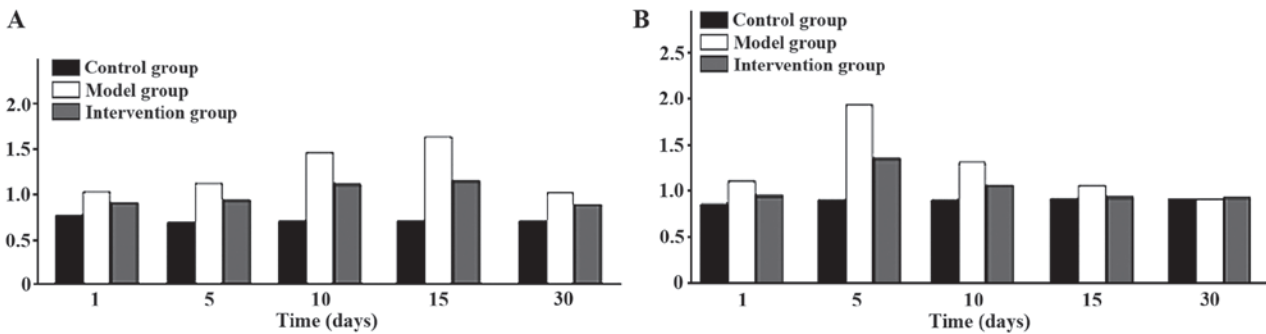 A
Control group
Model group
Intervention group
2.0
1.5
1.0
0.5
0
1 5 10 15 30
Time (days)
B
Control group
Model group
Intervention group
2.5
2.0
1.5
1.0
0.5
0
1 5 10 15 30
Time (days)